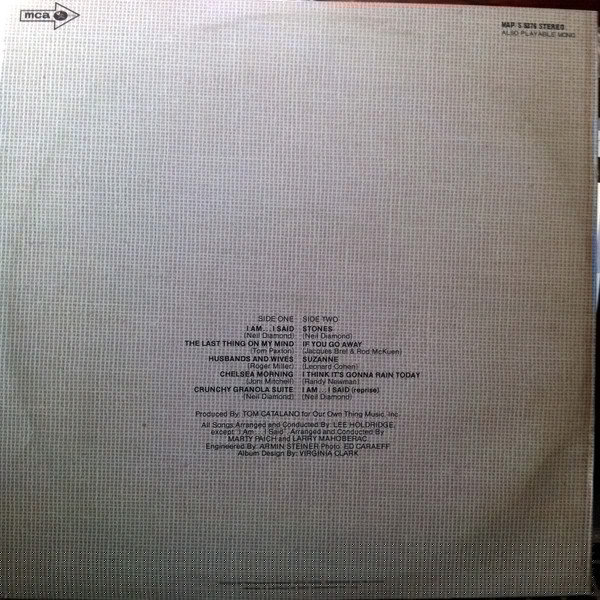 mca
MAP/S 5276 STEREO
ALSO PLAYABLE MONO
SIDE ONE
I AM . . . I SAID
(Neil Diamond)
THE LAST THING ON MY MIND
(Tom Paxton)
HUSBANDS AND WIVES
(Roger Miller)
CHELSEA MORNING
(Joni Mitchell)
CRUNCHY GRANOLA SUITE
(Neil Diamond)
SIDE TWO
STONES
(Neil Diamond)
IF YOU GO AWAY
(Jacques Brel & Rod McKuen)
SUZANNE
(Leonard Cohen)
I THINK IT'S GONNA RAIN TODAY
(Randy Newman)
I AM . . . I SAID (reprise)
(Neil Diamond)
Produced By: TOM CATALANO for Our Own Thing Music, Inc.
All Songs Arranged and Conducted By: LEE HOLDRIDGE,
except "I Am . . . I Said", Arranged and Conducted By
MARTY PAICH and LARRY MAHOBERAC
Engineered By: ARMIN STEINER Photo: ED CARAEFF
Album Design By: VIRGINIA CLARK